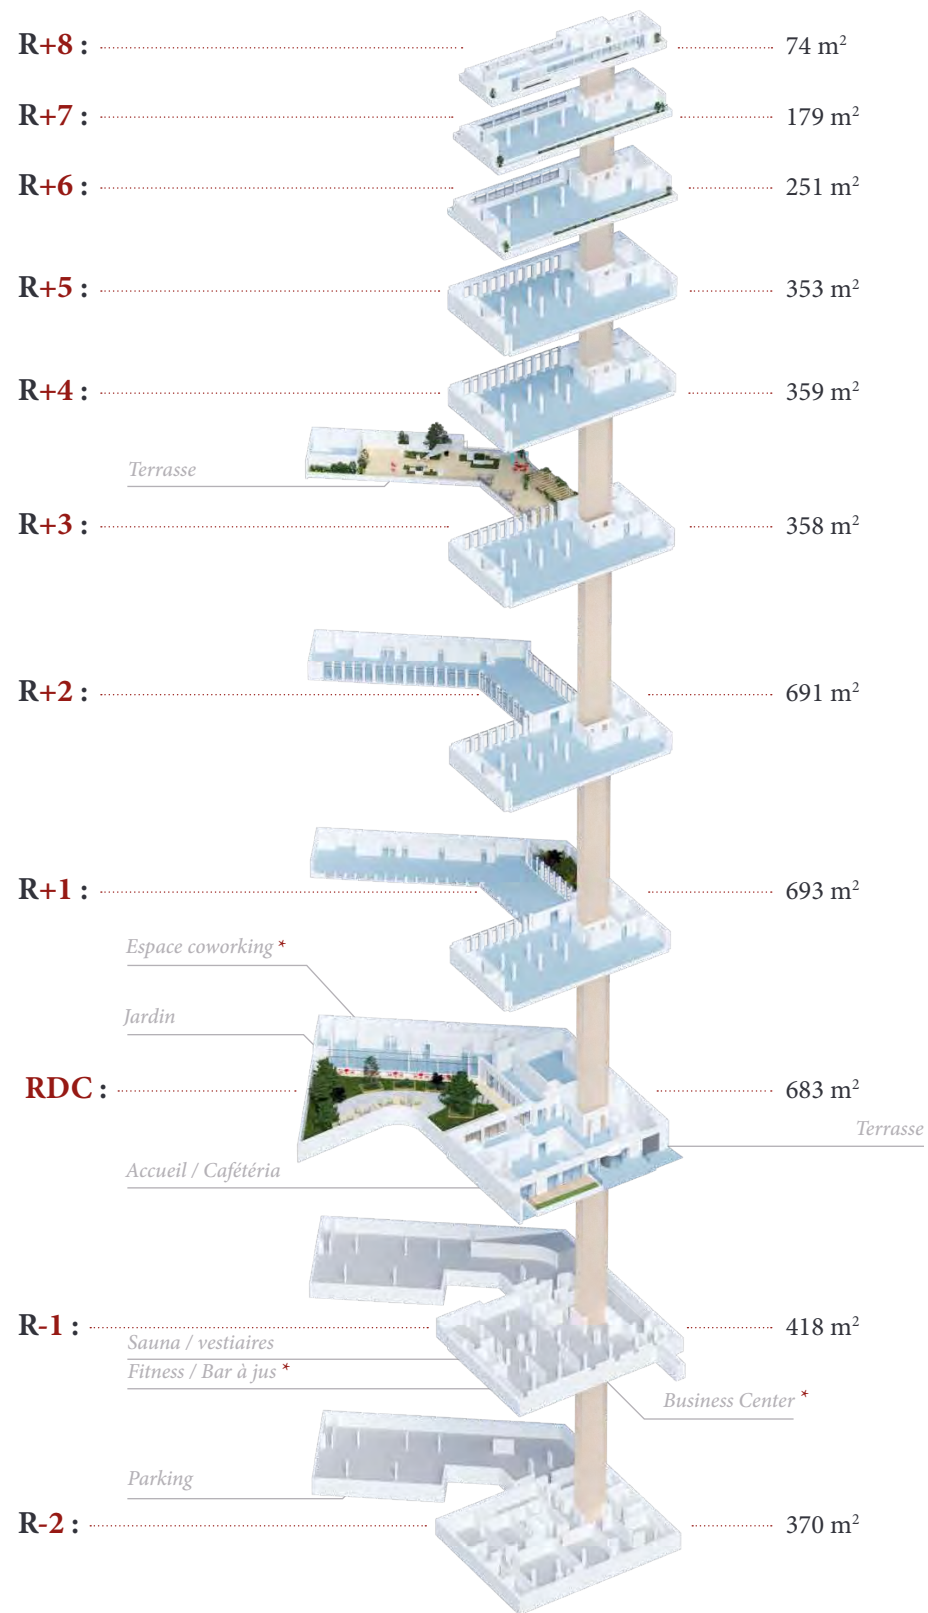 R+8 : 74 m²
R+7 : 179 m²
R+6 : 251 m²
R+5 : 353 m²
R+4 : 359 m²
Terrasse
R+3 : 358 m²
R+2 : 691 m²
R+1 : 693 m²
Espace coworking *
Jardin
RDC : 683 m²
Terrasse
Accueil / Cafétéria
R-1 : 418 m²
Sauna / vestiaires
Fitness / Bar à jus *
Business Center *
Parking
R-2 : 370 m²